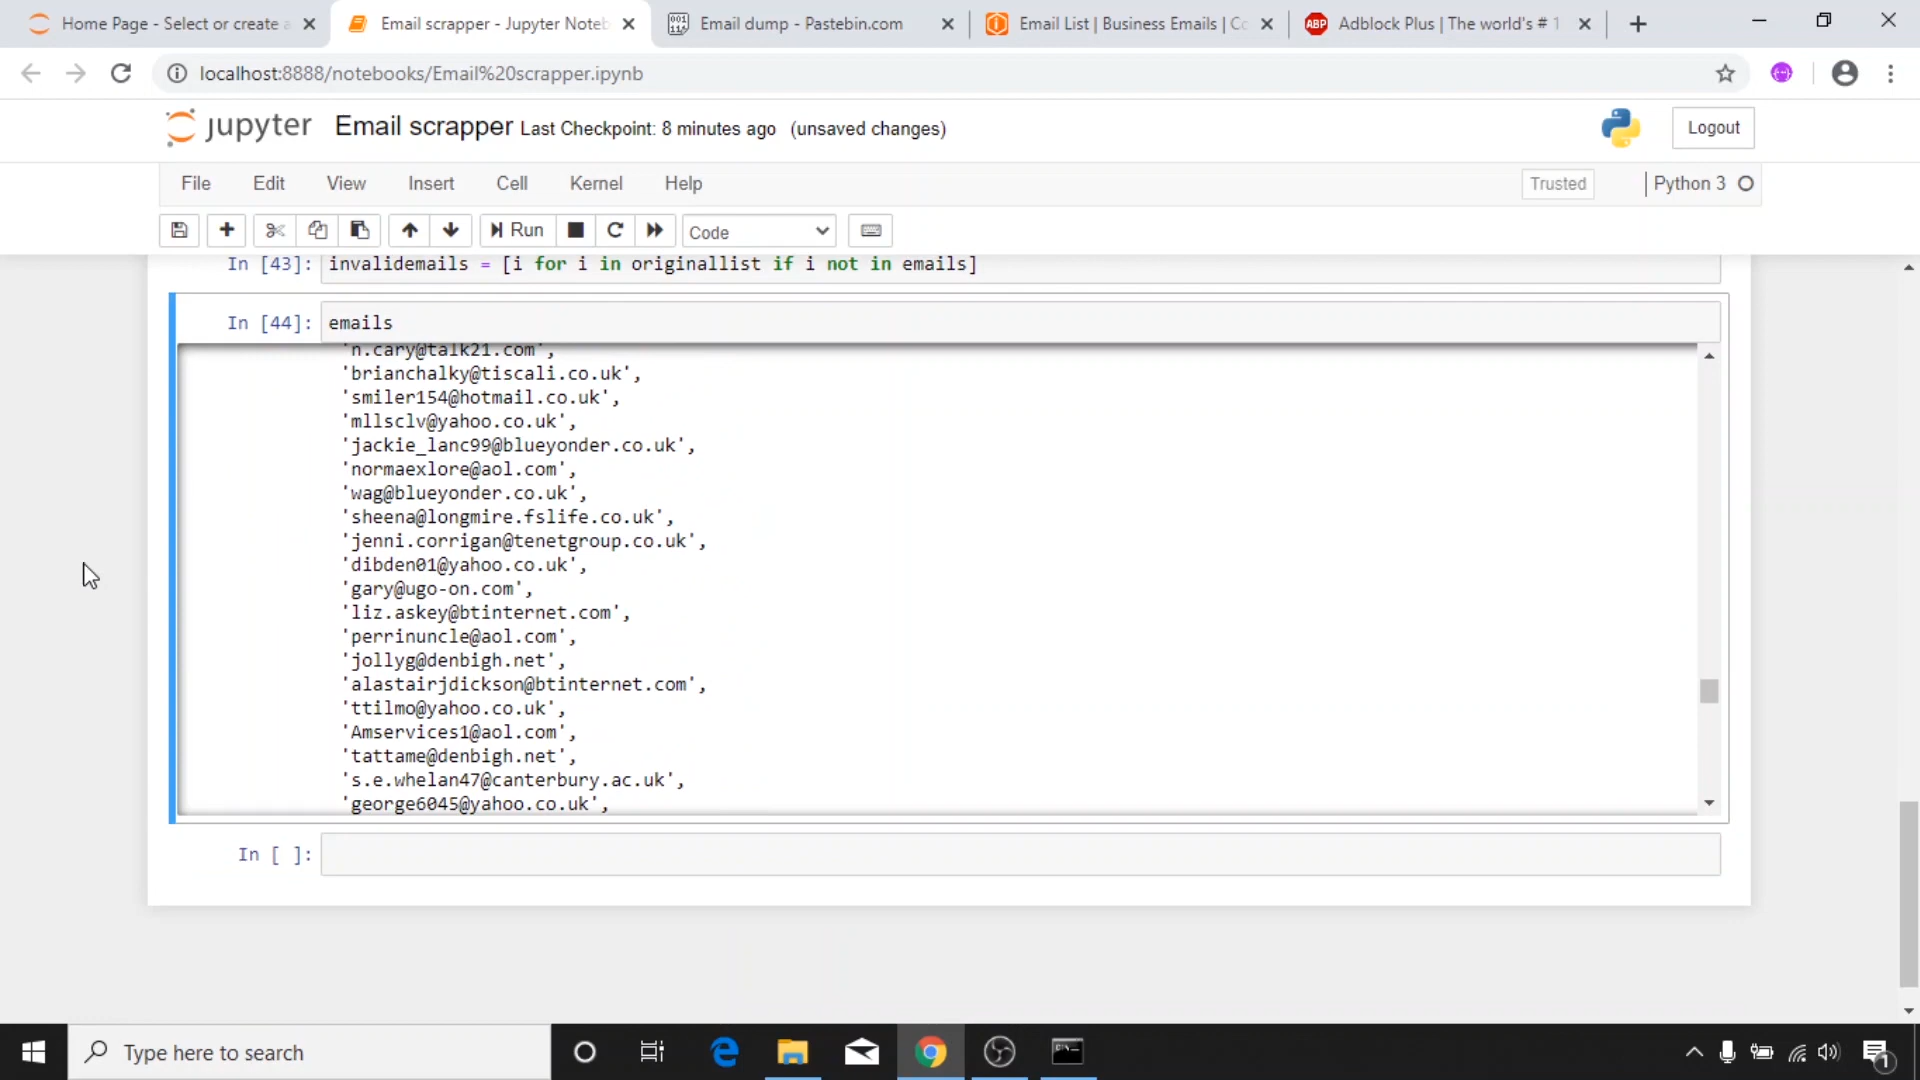 Home Page - Select or create a
Email scrapper - Jupyter Noteb
Email dump - Pastebin.com
Email List | Business Emails | Co
ABP
Adblock Plus | The world's # 1
localhost:8888/notebooks/Email%20scrapper.ipynb
jupyter
Email scrapper Last Checkpoint: 8 minutes ago (unsaved changes)
Logout
File
Edit
View
Insert
Cell
Kernel
Help
Trusted
Python 3
Run
Code
In [43]: invalidemails = [i for i in originallist if i not in emails]
In [44]: emails
'n.cary@talk21.com',
'brianchalky@tiscali.co.uk',
'smiler154@hotmail.co.uk',
'mllsclv@yahoo.co.uk',
'jackie_lanc99@blueyonder.co.uk',
'normaexlore@aol.com',
'wag@blueyonder.co.uk',
'sheena@longmire.fslife.co.uk',
'jenni.corrigan@tenetgroup.co.uk',
'dibden01@yahoo.co.uk',
'gary@ugo-on.com',
'liz.askey@btinternet.com',
'perrinuncle@aol.com',
'jollyg@denbigh.net',
'alastairjdickson@btinternet.com',
'ttilmo@yahoo.co.uk',
'Amservices1@aol.com',
'tattame@denbigh.net',
's.e.whelan47@canterbury.ac.uk',
'george6045@yahoo.co.uk',
In [ ]:
Type here to search
1